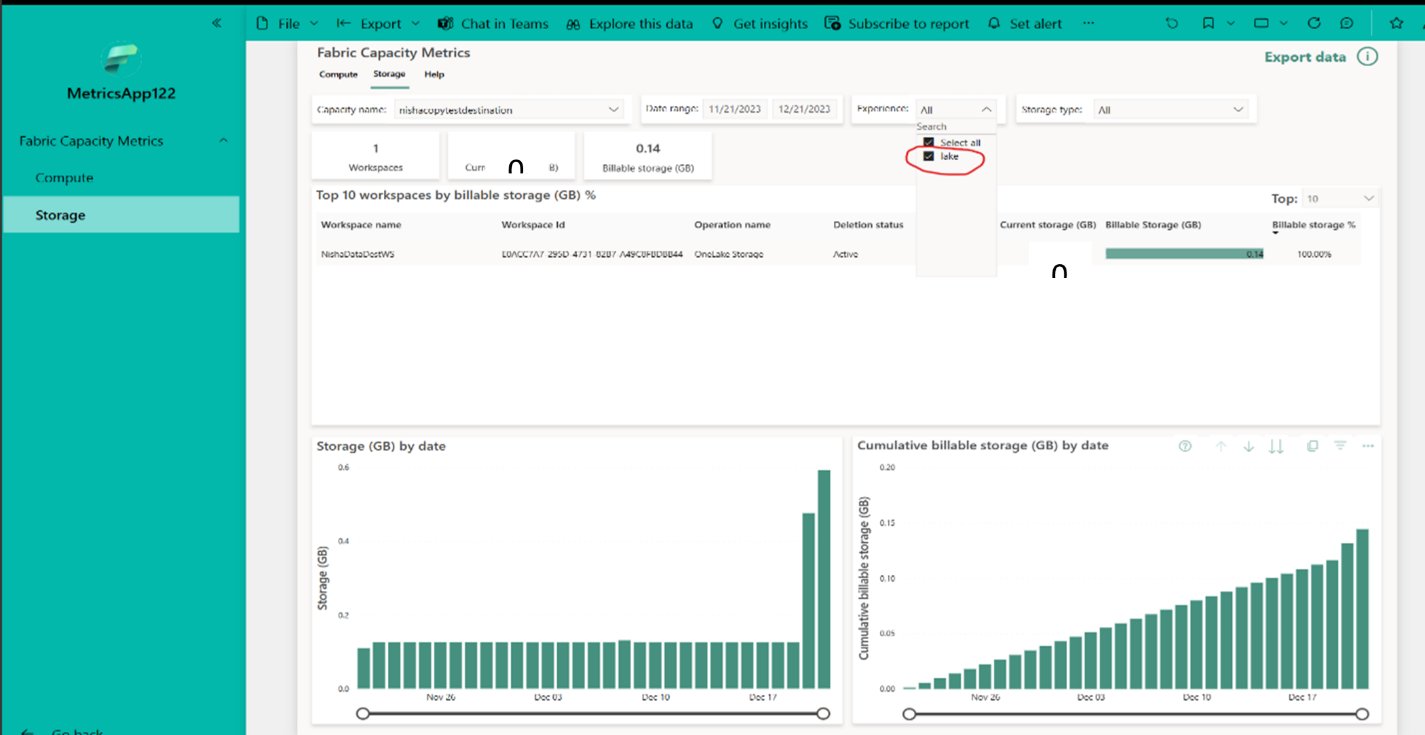 File Export Chat in Teams Explore this data Get insights Subscribe to report Set alert ...
MetricsApp122
Fabric Capacity Metrics
Compute
Storage
Go back
Fabric Capacity Metrics
Export data
Compute Storage Help
Capacity name: nishacopytestdestination Date range: 11/21/2023 12/21/2023 Experience: All Storage type: All
Search
Select all
lake
1
Workspaces
Curr B)
0.14
Billable storage (GB)
Top 10 workspaces by billable storage (GB) %
Top: 10
Workspace name Workspace Id Operation name Deletion status Current storage (GB) Billable Storage (GB) Billable storage %
NishaDataDestWS OneLake Storage Active 0.14 100.00%
Storage (GB) by date
Storage (GB)
0.6
0.4
0.2
0.0
Nov 26 Dec 03 Dec 10 Dec 17
Cumulative billable storage (GB) by date
Cumulative billable storage (GB)
0.20
0.15
0.10
0.05
0.00
Nov 26 Dec 03 Dec 10 Dec 17